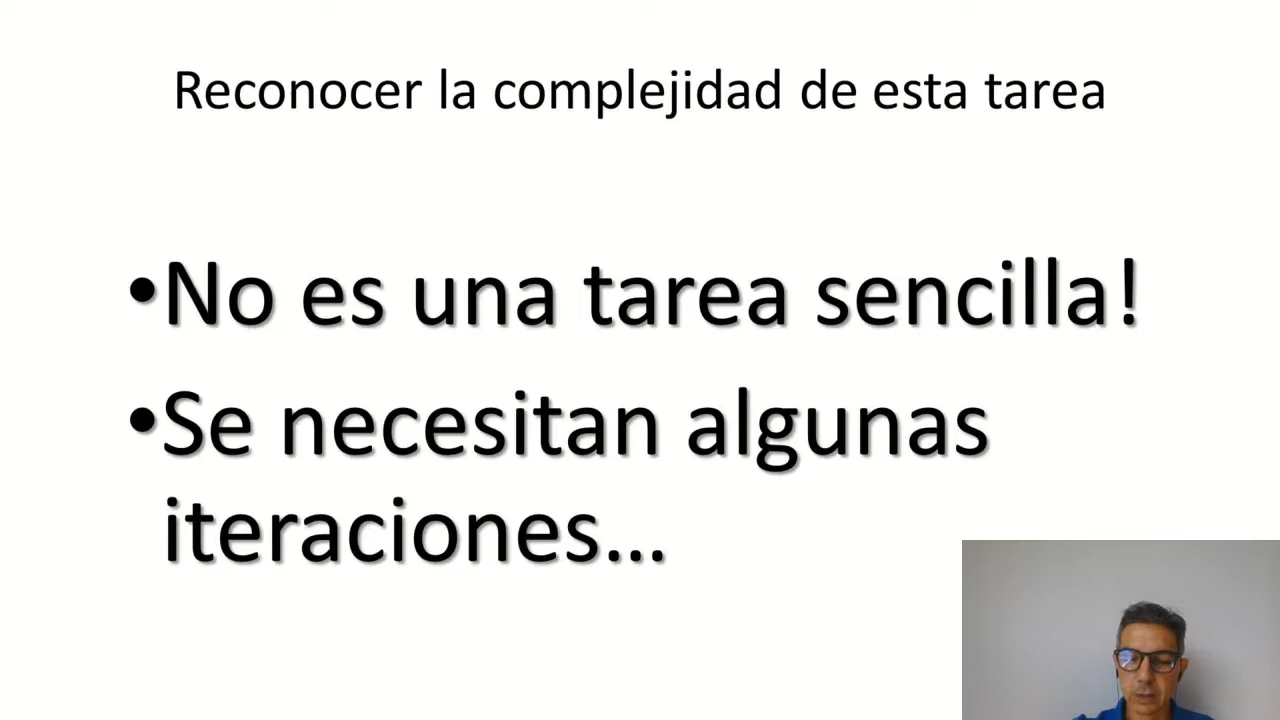 Reconocer la complejidad de esta tarea
•No es una tarea sencilla!
•Se necesitan algunas
iteraciones...